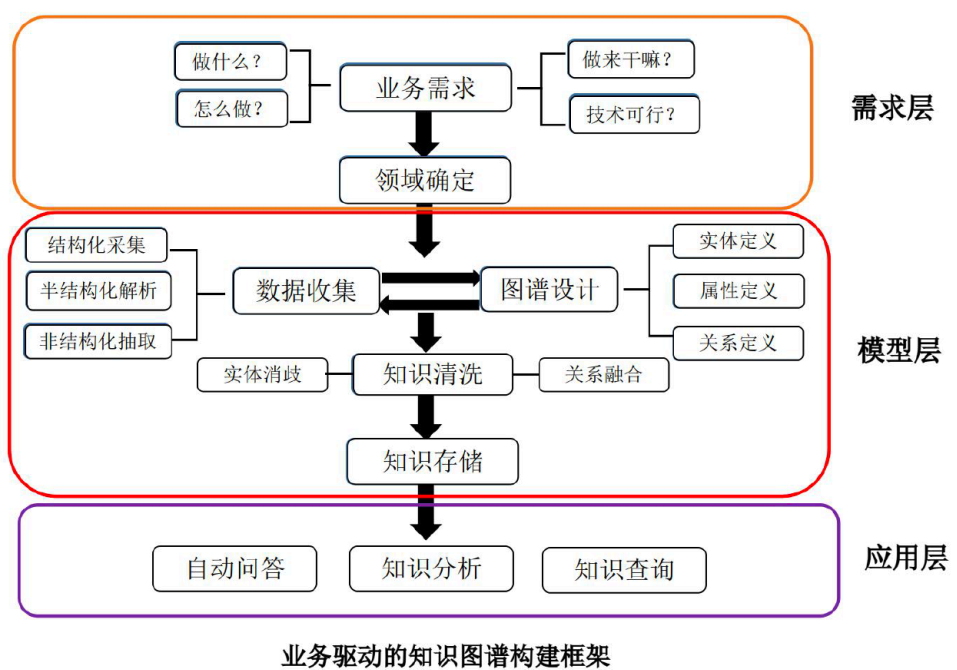 做什么？
做来干嘛？
业务需求
怎么做？
技术可行？
需求层
领域确定
结构化采集
实体定义
半结构化解析
数据收集
图谱设计
属性定义
非结构化抽取
关系定义
模型层
实体消歧
知识清洗
关系融合
知识存储
自动问答
知识分析
知识查询
应用层
业务驱动的知识图谱构建框架